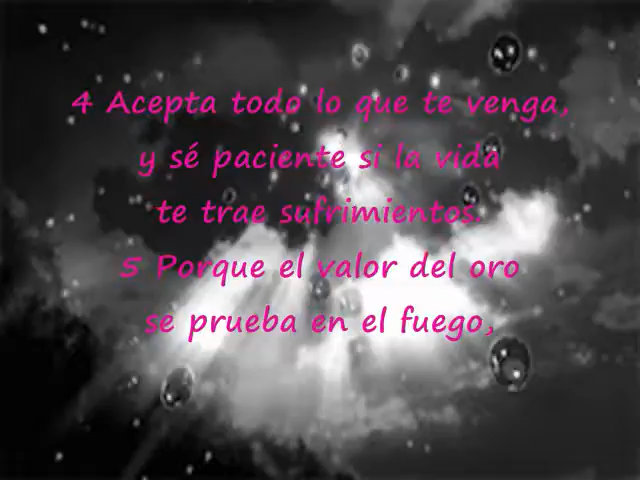 4 Acepta todo lo que te venga,
y sé paciente si la vida
te trae sufrimientos.
5 Porque el valor del oro
se prueba en el fuego,